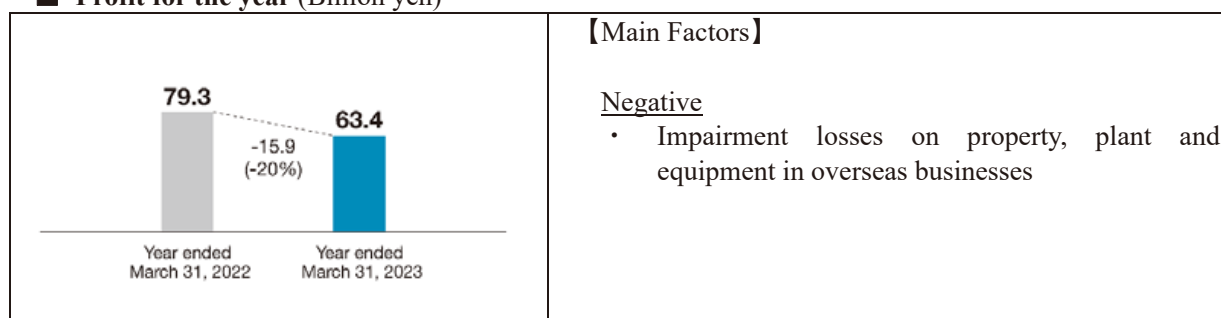 ■ Profit for the year (Billion yen)
79.3
63.4
-15.9
(-20%)
Year ended
March 31, 2022
Year ended
March 31, 2023
【Main Factors】
Negative
・ Impairment losses on property, plant and
equipment in overseas businesses